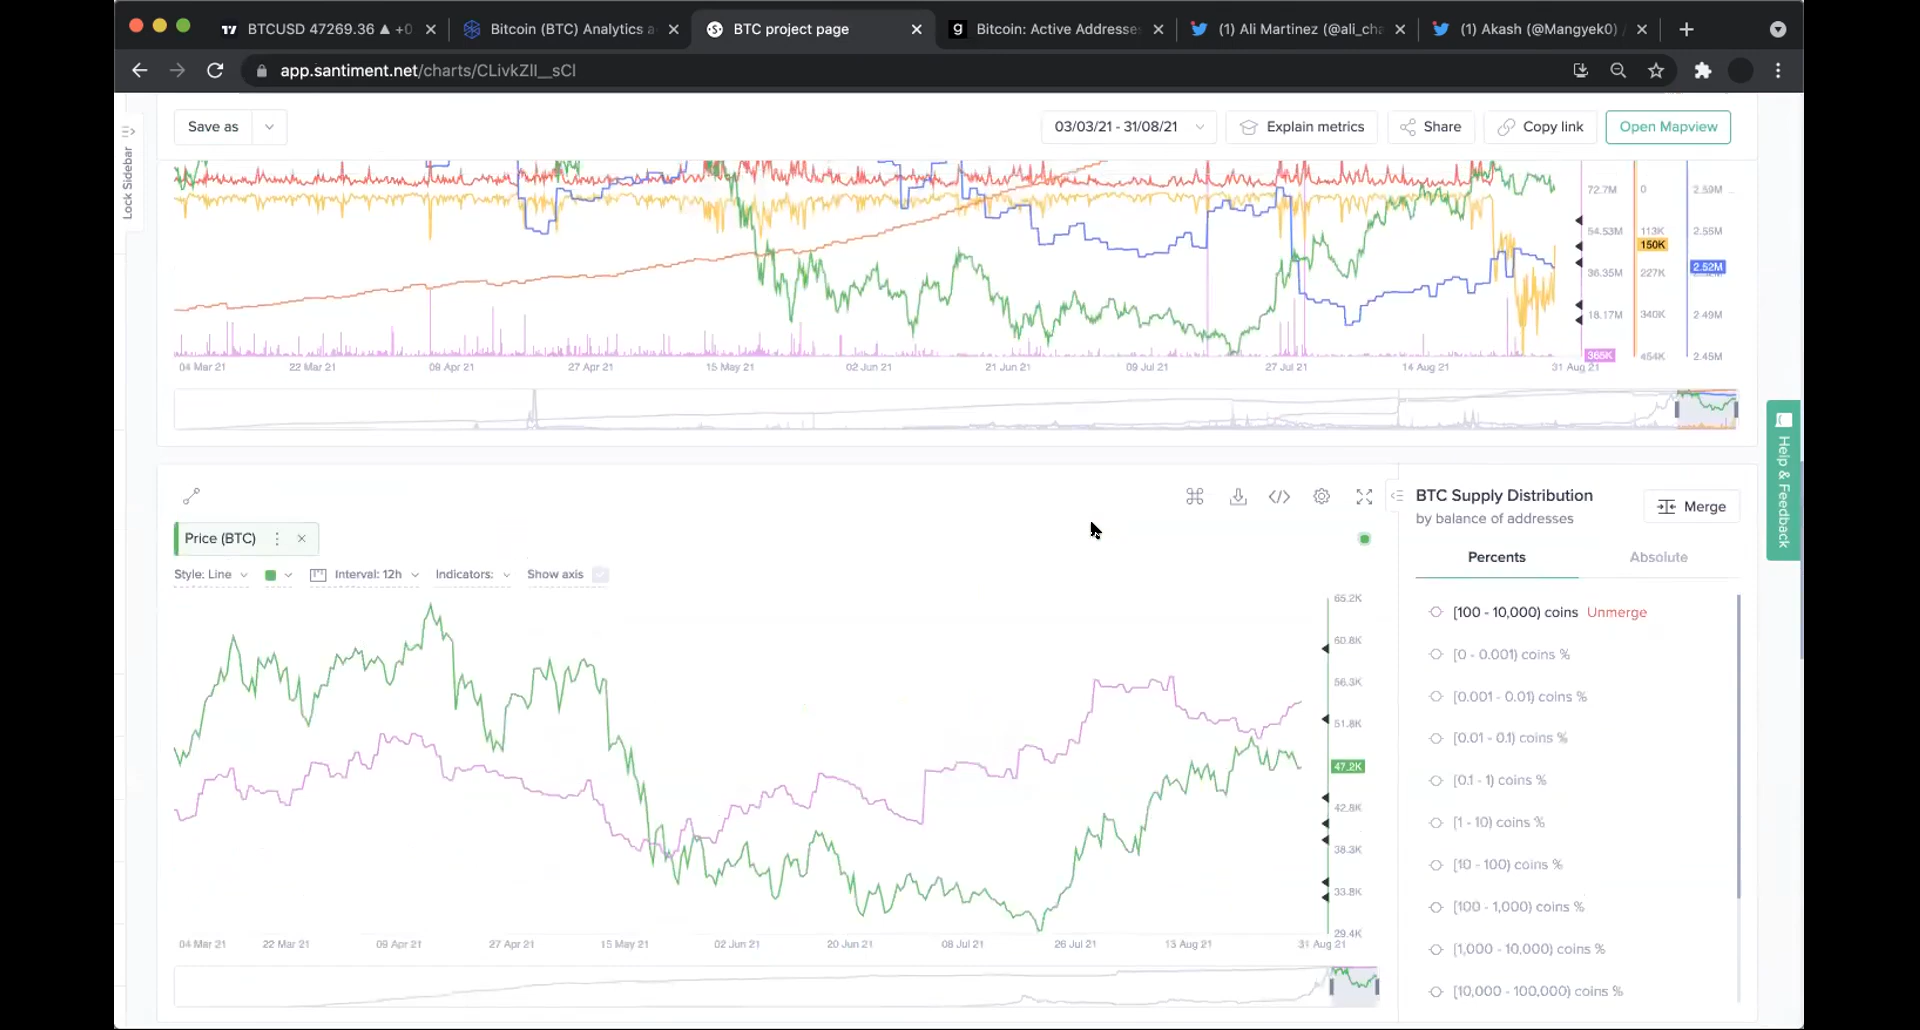 BTCUSD 47269.36 ▲ +0
Bitcoin (BTC) Analytics a
BTC project page
Bitcoin: Active Addresse
(1) Ali Martinez (@ali_cha
(1) Akash (@Mangyek0) /
app.santiment.net/charts/CLivkZll__sCl
Save as
03/03/21 - 31/08/21
Explain metrics
Share
Copy link
Open Mapview
Lock Sidebar
72.7M 0 2.59M
54.53M 113K 2.55M
150K
36.35M 227K 2.52M
18.17M 340K 2.49M
365K 454K 2.45M
04 Mar 21 22 Mar 21 09 Apr 21 27 Apr 21 15 May 21 02 Jun 21 21 Jun 21 09 Jul 21 27 Jul 21 14 Aug 21 31 Aug 21
Help & Feedback
BTC Supply Distribution
by balance of addresses
Merge
Price (BTC)
Percents Absolute
Style: Line Interval: 12h Indicators: Show axis
65.2K
60.8K
56.3K
51.8K
47.2K
42.8K
38.3K
33.8K
29.4K
04 Mar 21 22 Mar 21 09 Apr 21 27 Apr 21 15 May 21 02 Jun 21 20 Jun 21 08 Jul 21 26 Jul 21 13 Aug 21 31 Aug 21
[100 - 10,000) coins Unmerge
[0 - 0.001) coins %
[0.001 - 0.01) coins %
[0.01 - 0.1) coins %
[0.1 - 1) coins %
[1 - 10) coins %
[10 - 100) coins %
[100 - 1,000) coins %
[1,000 - 10,000) coins %
[10,000 - 100,000) coins %